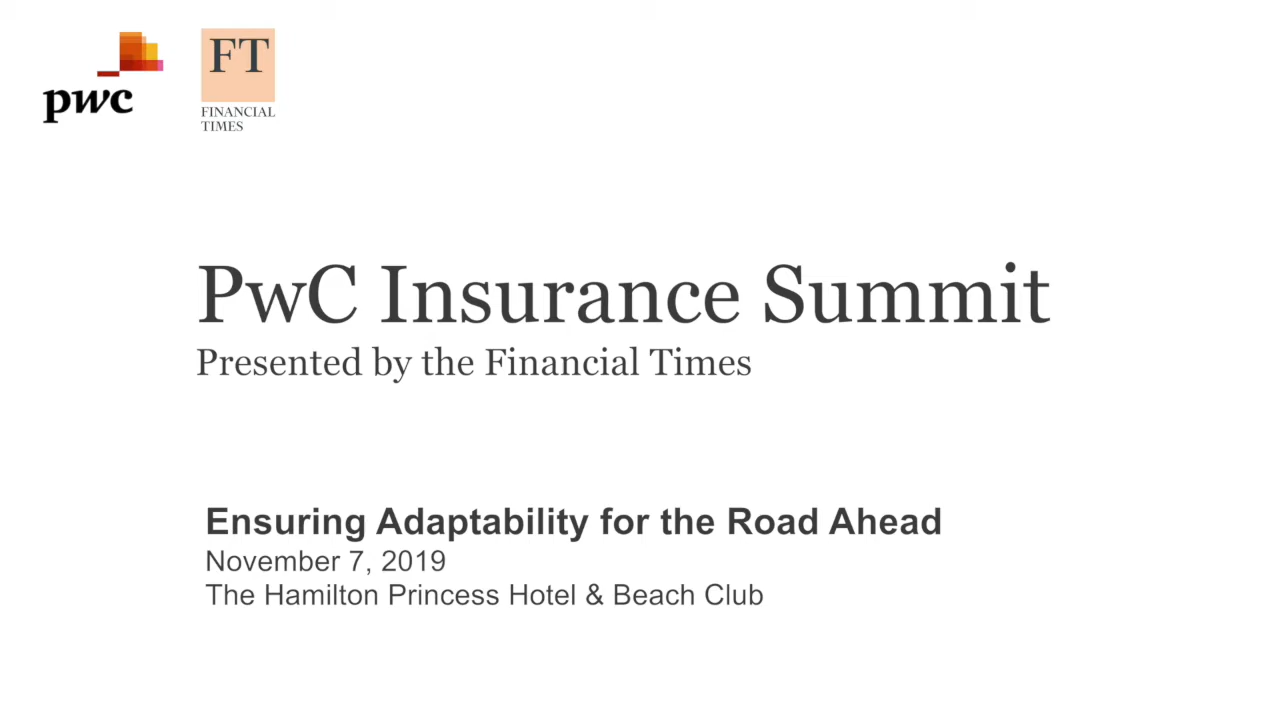 pwc
FT
FINANCIAL
TIMES
PwC Insurance Summit
Presented by the Financial Times
Ensuring Adaptability for the Road Ahead
November 7, 2019
The Hamilton Princess Hotel & Beach Club